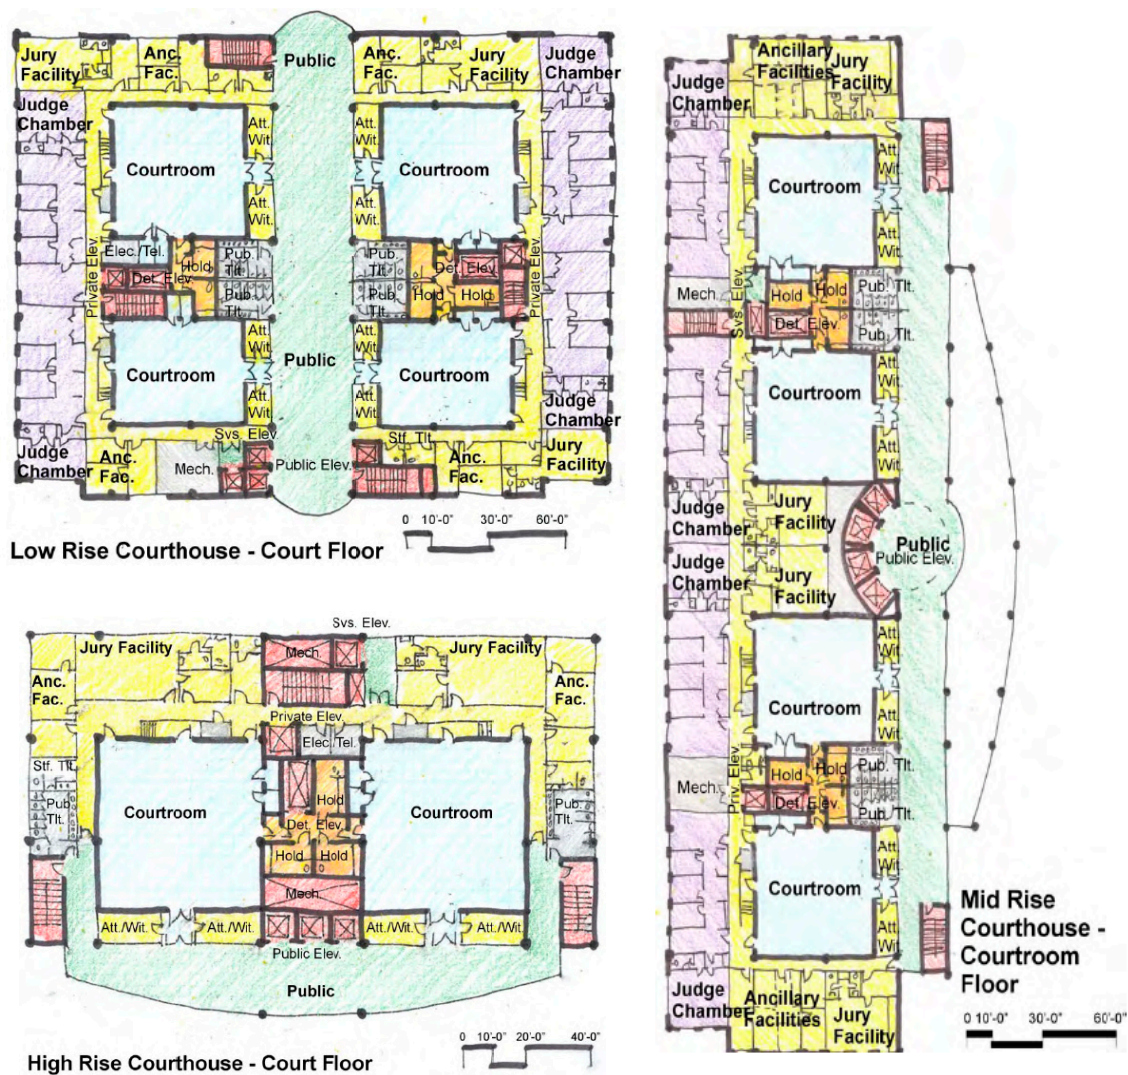 Jury
Facility
Anc.
Fac.
Public
Anc.
Fac.
Jury
Facility
Judge
Chamber
Judge
Chamber
Att.
Wit.
Att.
Wit.
Courtroom
Courtroom
Att.
Wit.
Att.
Wit.
Private Elev.
Elec./Tel.
Det. Elev.
Hold
Pub.
Tlt.
Pub.
Tlt.
Pub.
Tlt.
Pub.
Tlt.
Det. Elev.
Hold
Hold
Private Elev.
Att.
Wit.
Public
Att.
Wit.
Courtroom
Courtroom
Att.
Wit.
Att.
Wit.
Judge
Chamber
Judge
Chamber
Anc.
Fac.
Svs. Elev.
Mech.
Public Elev.
Stf. Tlt.
Anc.
Fac.
Jury
Facility
0 10'-0" 30'-0" 60'-0"
Low Rise Courthouse - Court Floor
Svs. Elev.
Jury Facility
Mech.
Jury Facility
Anc.
Fac.
Anc.
Fac.
Private Elev.
Elec./Tel.
Stf. Tlt.
Pub.
Tlt.
Courtroom
Hold
Det. Elev.
Hold
Hold
Courtroom
Pub.
Tlt.
Mech.
Att./Wit.
Att./Wit.
Att./Wit.
Att./Wit.
Public Elev.
Public
0 10'-0" 20'-0" 40'-0"
High Rise Courthouse - Court Floor
Ancillary
Facilities
Jury
Facility
Judge
Chamber
Att.
Wit.
Courtroom
Att.
Wit.
Mech.
Svs Elev.
Hold
Hold
Pub. Tlt.
Det. Elev.
Pub. Tlt.
Att.
Wit.
Courtroom
Att.
Wit.
Judge
Chamber
Jury
Facility
Public
Public Elev.
Judge
Chamber
Jury
Facility
Att.
Wit.
Courtroom
Att.
Wit.
Mech.
Priv. Elev.
Hold
Hold
Pub. Tlt.
Det. Elev.
Pub. Tlt.
Att.
Wit.
Courtroom
Att.
Wit.
Judge
Chamber
Ancillary
Facilities
Jury
Facility
Mid Rise
Courthouse -
Courtroom
Floor
0 10'-0" 30'-0" 60'-0"